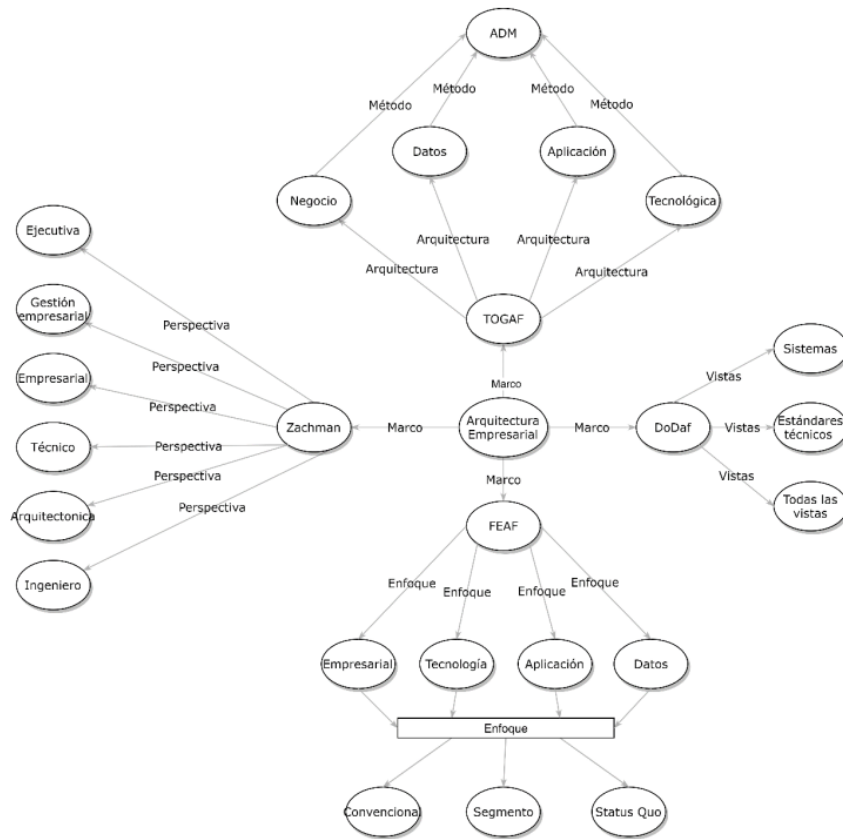 ADM
Método
Método
Método
Método
Datos
Aplicación
Negocio
Tecnológica
Ejecutiva
Arquitectura
Arquitectura
Arquitectura
Arquitectura
Gestión
empresarial
Perspectiva
TOGAF
Sistemas
Perspectiva
Empresarial
Vistas
Marco
Perspectiva
Zachman
Marco
Arquitectura
Empresarial
Marco
DoDaf
Vistas
Estándares
técnicos
Técnico
Perspectiva
Perspectiva
Marco
Vistas
Perspectiva
Arquitectonica
Todas las
vistas
FEAF
Ingeniero
Enfoque
Enfoque
Enfoque
Enfoque
Empresarial
Tecnología
Aplicación
Datos
Enfoque
Convencional
Segmento
Status Quo